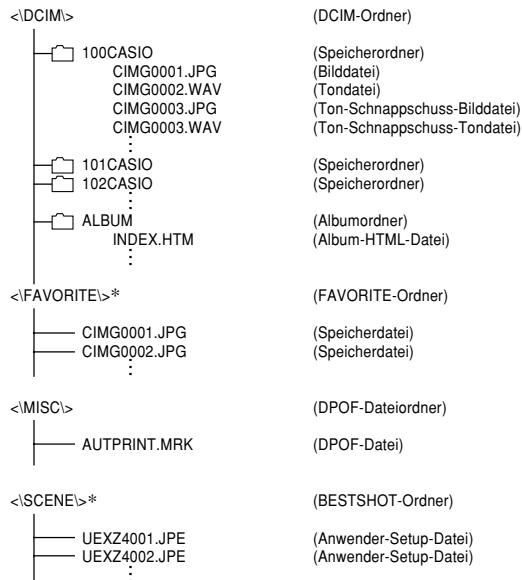 <\DCIM\> (DCIM-Ordner)
100CASIO (Speicherordner)
CIMG0001.JPG (Bilddatei)
CIMG0002.WAV (Tondatei)
CIMG0003.JPG (Ton-Schnappschuss-Bilddatei)
CIMG0003.WAV (Ton-Schnappschuss-Tondatei)
101CASIO (Speicherordner)
102CASIO (Speicherordner)
ALBUM (Albumordner)
INDEX.HTM (Album-HTML-Datei)
<\FAVORITE\>* (FAVORITE-Ordner)
CIMG0001.JPG (Speicherdatei)
CIMG0002.JPG (Speicherdatei)
<\MISC\> (DPOF-Dateiordner)
AUTPRINT.MRK (DPOF-Datei)
<\SCENE\>* (BESTSHOT-Ordner)
UEXZ4001.JPE (Anwender-Setup-Datei)
UEXZ4002.JPE (Anwender-Setup-Datei)